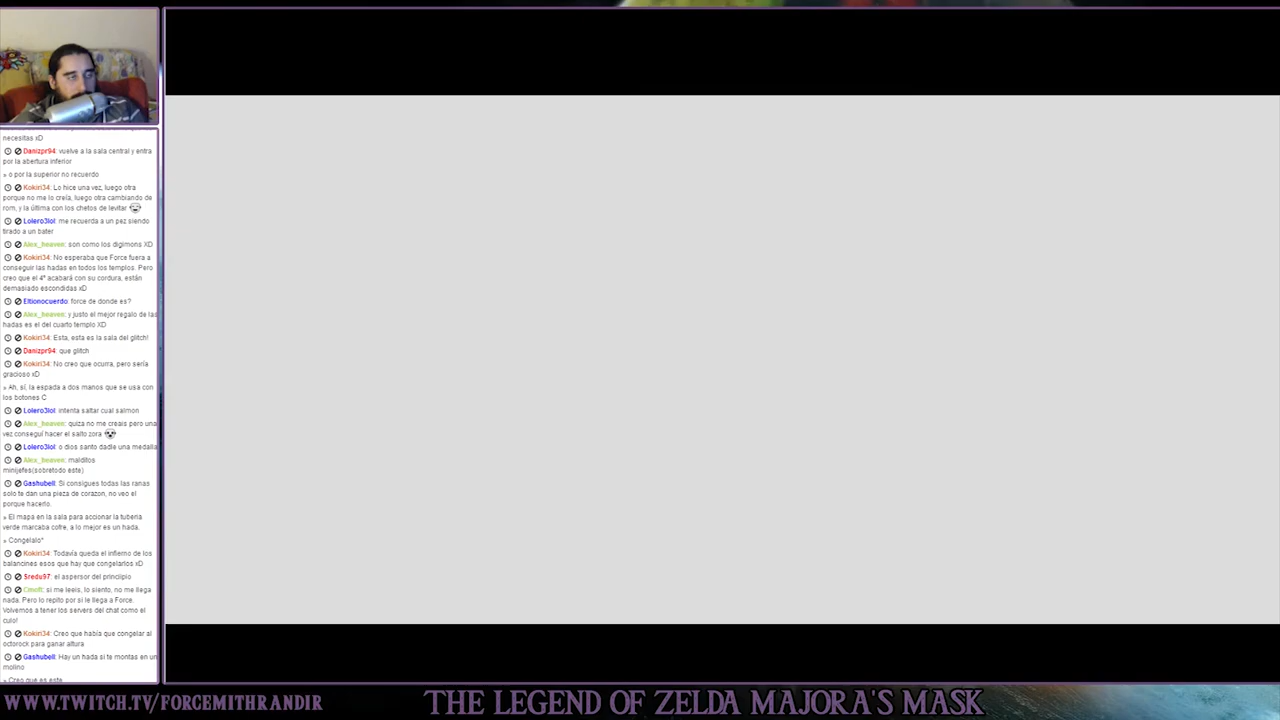 necesitas xD
Danizpr94: vuelve a la sala central y entra
por la abertura inferior
» o por la superior no recuerdo
Kokiri34: Lo hice una vez, luego otra
porque no me lo creía, luego otra cambiando de
rom, y la última con los chetos de levitar
Lolero3lol: me recuerda a un pez siendo
tirado a un bater
Alex_heaven: son como los digimons XD
Kokiri34: No esperaba que Force fuera a
conseguir las hadas en todos los templos. Pero
creo que el 4º acabará con su cordura, están
demasiado escondidas xD
Eltionocuerdo: force de donde es?
Alex_heaven: y justo el mejor regalo de las
hadas es el del cuarto templo XD
Kokiri34: Esta, esta es la sala del glitch!
Danizpr94: que glitch
Kokiri34: No creo que ocurra, pero sería
gracioso xD
» Ah, sí, la espada a dos manos que se usa con
los botones C
Lolero3lol: intenta saltar cual salmon
Alex_heaven: quiza no me creais pero una
vez conseguí hacer el salto zora
Lolero3lol: o dios santo dadle una medalla
Alex_heaven: malditos
minijefes(sobretodo este)
Gashubell: Si consigues todas las ranas
solo te dan una pieza de corazon, no veo el
porque hacerlo.
» El mapa en la sala para accionar la tuberia
verde marcaba cofre, a lo mejor es un hada.
» Congelalo*
Kokiri34: Todavía queda el infierno de los
balancines esos que hay que congelarlos xD
Sredu97: el aspersor del princiipio
Cmoft: si me leeis, lo siento, no me llega
nada. Pero lo repito por si le llega a Force.
Volvemos a tener los servers del chat como el
culo!
Kokiri34: Creo que había que congelar al
octorock para ganar altura
Gashubell: Hay un hada si te montas en un
molino
» Creo que es este
WWW.TWITCH.TV/FORCEMITHRANDIR
THE LEGEND OF ZELDA MAJORA'S MASK